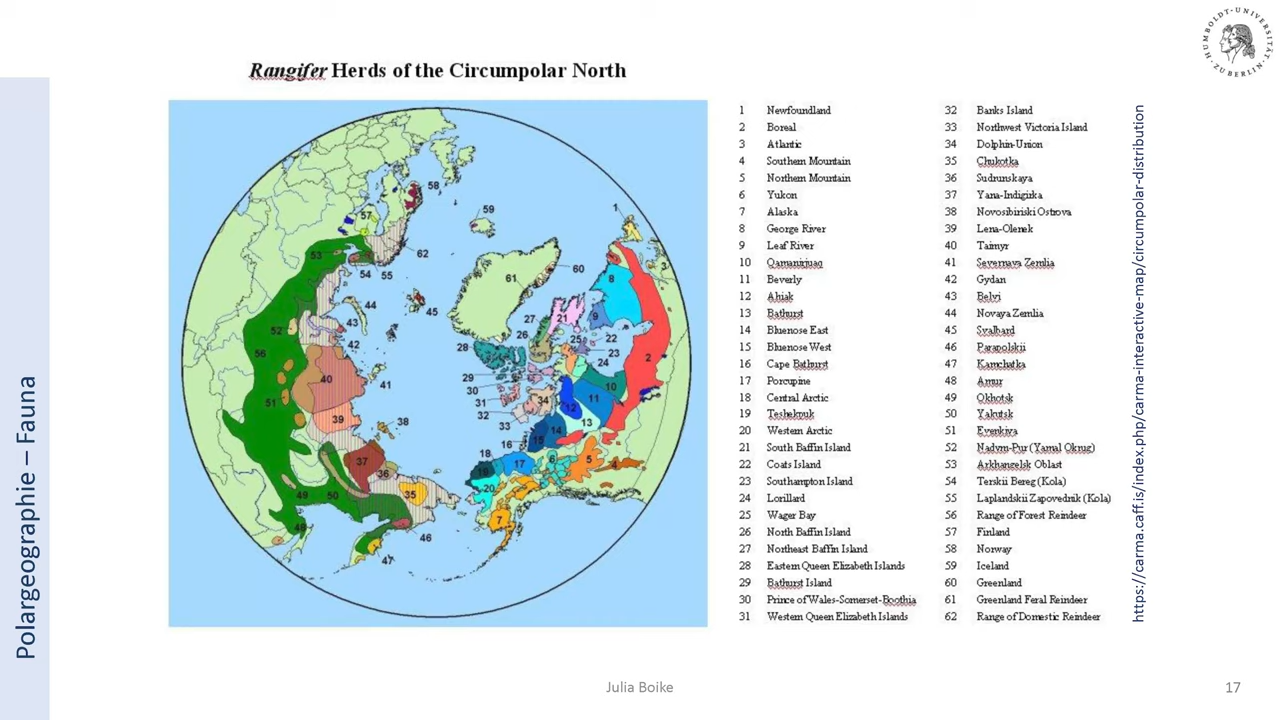 HUMBOLDT-UNIVERSITÄT ZU BERLIN
Rangifer Herds of the Circumpolar North
1 Newfoundland
2 Boreal
3 Atlantic
4 Southern Mountain
5 Northern Mountain
6 Yukon
7 Alaska
8 George River
9 Leaf River
10 Qamanirjuaq
11 Beverly
12 Ahiak
13 Bathurst
14 Bluenose East
15 Bluenose West
16 Cape Bathurst
17 Porcupine
18 Central Arctic
19 Teshekpuk
20 Western Arctic
21 South Baffin Island
22 Coats Island
23 Southampton Island
24 Lorillard
25 Wager Bay
26 North Baffin Island
27 Northeast Baffin Island
28 Eastern Queen Elizabeth Islands
29 Bathurst Island
30 Prince of Wales-Somerset-Boothia
31 Western Queen Elizabeth Islands
32 Banks Island
33 Northwest Victoria Island
34 Dolphin-Union
35 Chukotka
36 Sudrunskaya
37 Yana-Indigirka
38 Novosibiriski Ostrova
39 Lena-Olenek
40 Taimyr
41 Severnaya Zemlia
42 Gydan
43 Belyi
44 Novaya Zemlia
45 Svalbard
46 Parapolskii
47 Kamchatka
48 Amur
49 Okhotsk
50 Yakutsk
51 Evenkiya
52 Nadym-Pur (Yamal Okrug)
53 Arkhangelsk Oblast
54 Terskii Bereg (Kola)
55 Laplandskii Zapovednik (Kola)
56 Range of Forest Reindeer
57 Finland
58 Norway
59 Iceland
60 Greenland
61 Greenland Feral Reindeer
62 Range of Domestic Reindeer
https://carma.caff.is/index.php/carma-interactive-map/circumpolar-distribution
Polargeographie – Fauna
Julia Boike
17